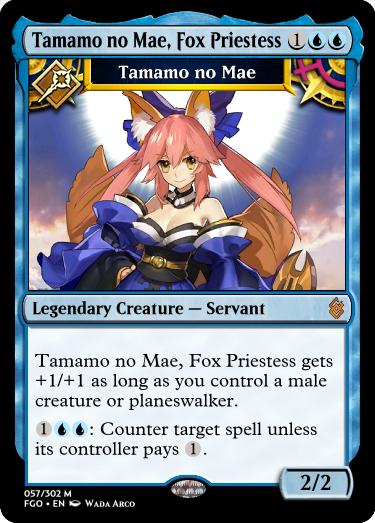 Tamamo no Mae, Fox Priestess 1
Tamamo no Mae
Legendary Creature — Servant
Tamamo no Mae, Fox Priestess gets
+1/+1 as long as you control a male
creature or planeswalker.
1: Counter target spell unless
its controller pays 1.
2/2
057/302 M
FGO • EN Wada Arco